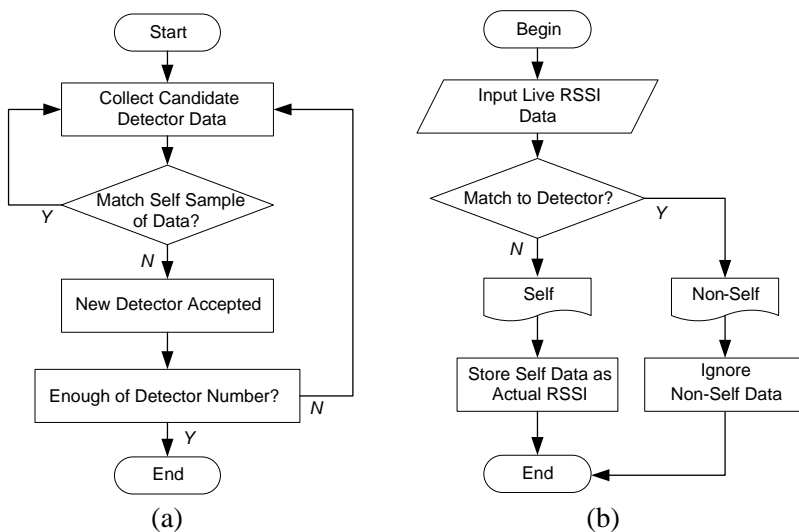 Start
Collect Candidate
Detector Data
Match Self Sample
of Data?
Y
N
New Detector Accepted
Enough of Detector Number?
N
Y
End
(a)
Begin
Input Live RSSI
Data
Match to Detector?
Y
N
Self
Non-Self
Store Self Data as
Actual RSSI
Ignore
Non-Self Data
End
(b)